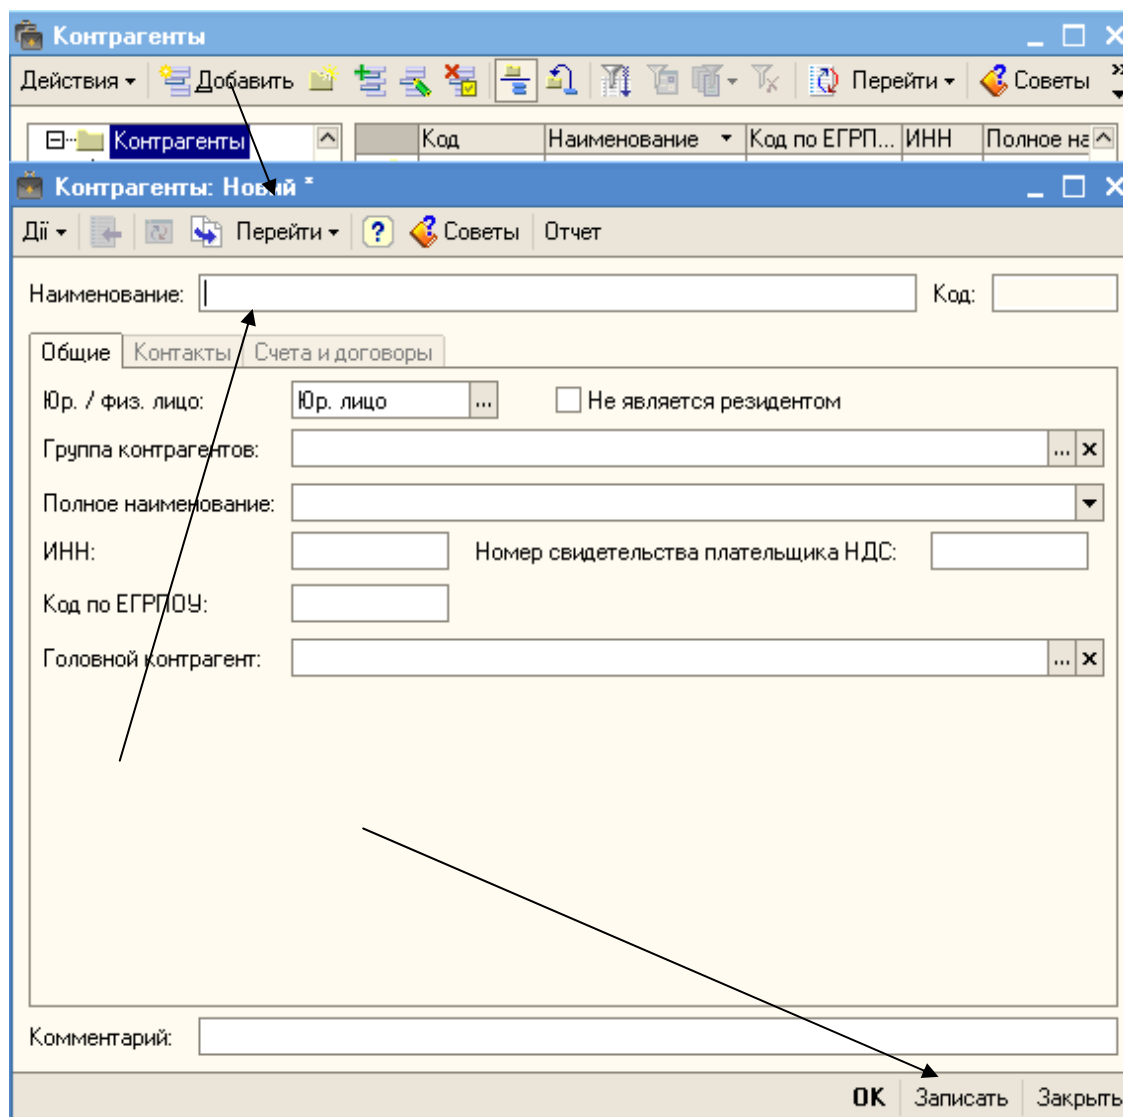 Контрагенты
Действия Добавить Перейти Советы
Контрагенты Код Наименование Код по ЕГРП... ИНН Полное на
Контрагенты: Новий *
Дії Перейти ? Советы Отчет
Наименование: Код:
Общие Контакты Счета и договоры
Юр. / физ. лицо: Юр. лицо ... Не является резидентом
Группа контрагентов: ... x
Полное наименование:
ИНН: Номер свидетельства плательщика НДС:
Код по ЕГРПОУ:
Головной контрагент: ... x
Комментарий:
OK Записать Закрыть